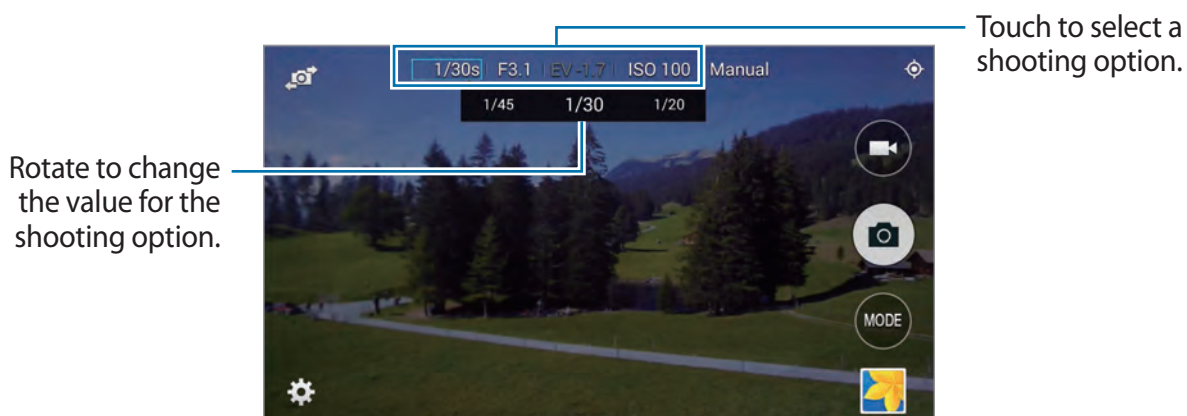 Touch to select a
shooting option.
1/30s F3.1 EV -1.7 ISO 100 Manual
1/45 1/30 1/20
Rotate to change
the value for the
shooting option.
MODE